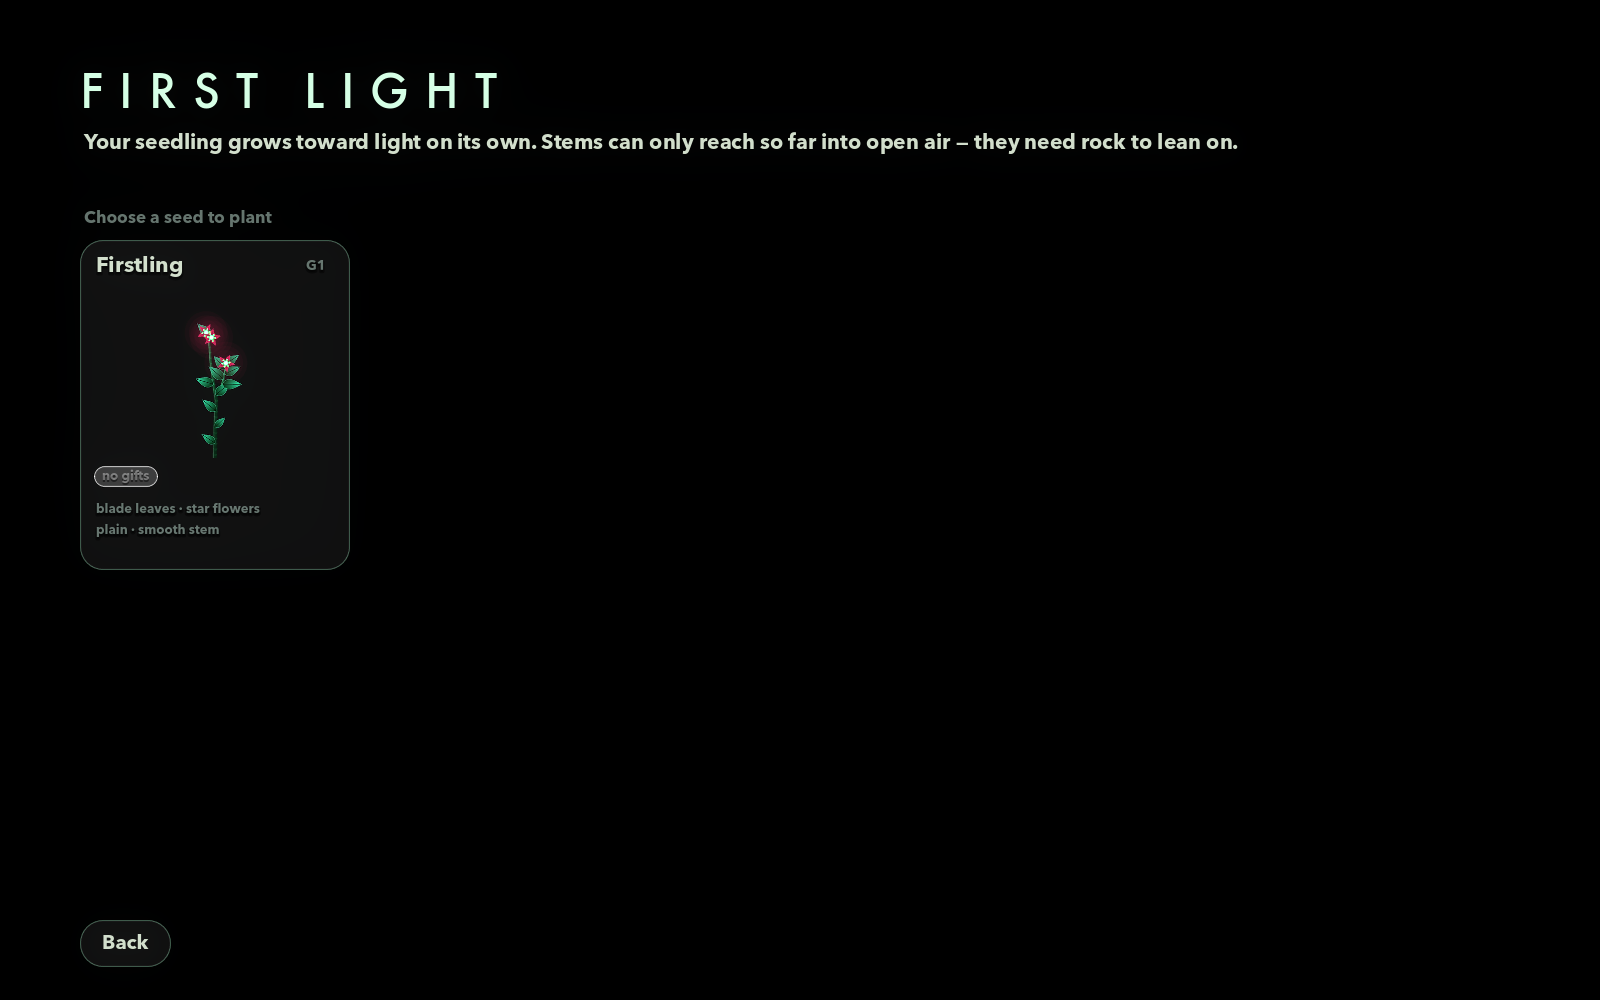 FIRST LIGHT
Your seedling grows toward light on its own. Stems can only reach so far into open air – they need rock to lean on.
Choose a seed to plant
Firstling G1
no gifts
blade leaves · star flowers
plain · smooth stem
Back